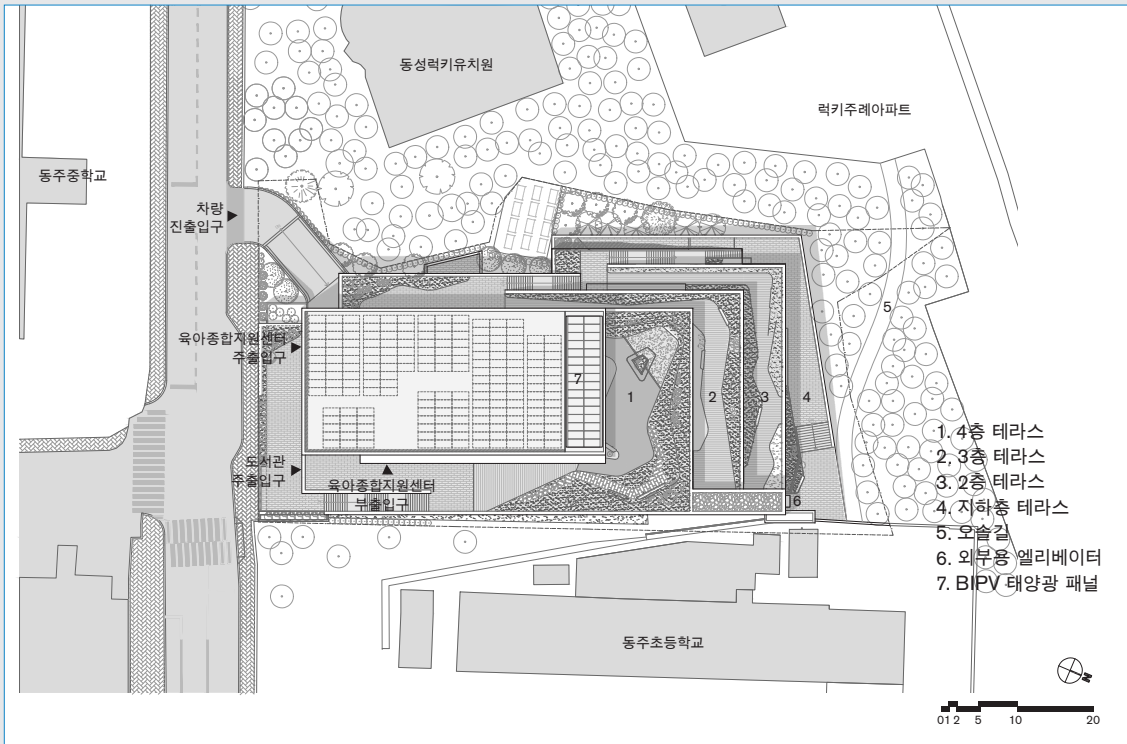 동성럭키유치원
럭키주례아파트
동주중학교
차량
진출입구
5
육아종합지원센터
주출입구
7
1
2
3
4
도서관
주출입구
육아종합지원센터
부출입구
6
1. 4층 테라스
2. 3층 테라스
3. 2층 테라스
4. 지하층 테라스
5. 오솔길
6. 외부용 엘리베이터
7. BIPV 태양광 패널
동주초등학교
N
0 1 2 5 10 20